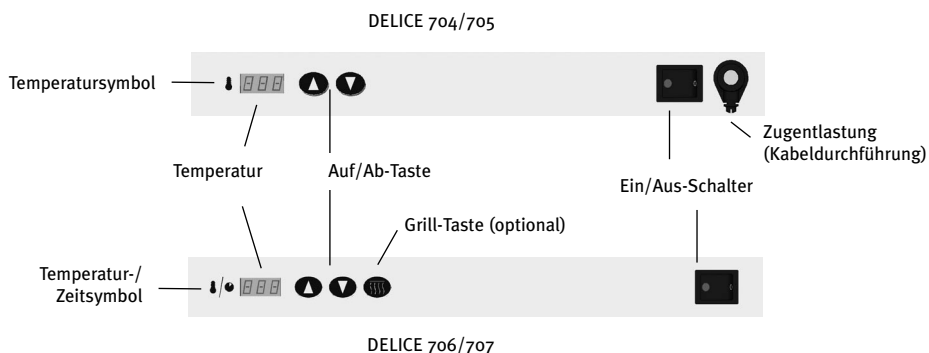 DELICE 704/705
Temperatursymbol
Zugentlastung
(Kabeldurchführung)
Temperatur
Auf/Ab-Taste
Ein/Aus-Schalter
Grill-Taste (optional)
Temperatur-/
Zeitsymbol
DELICE 706/707